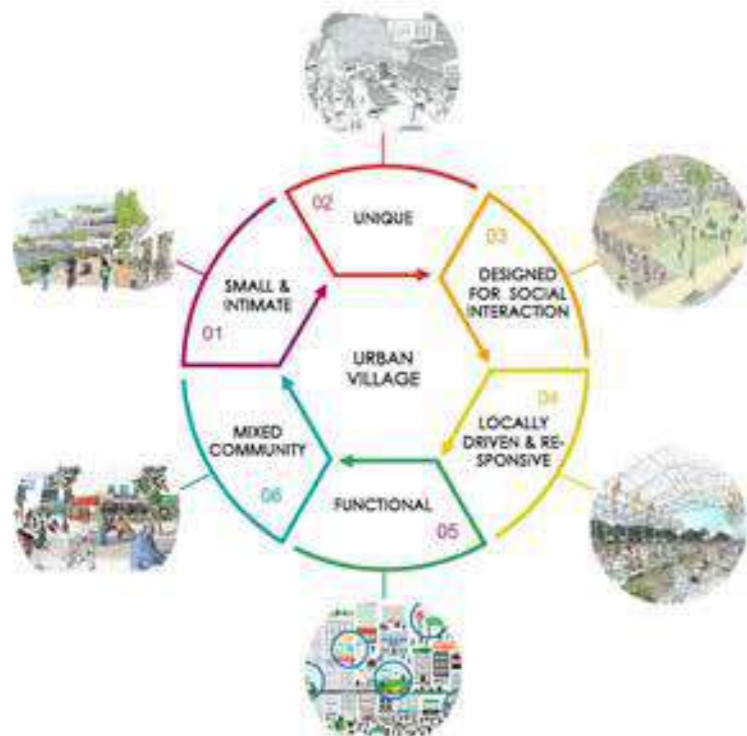 02
UNIQUE
03
DESIGNED
FOR SOCIAL
INTERACTION
SMALL &
INTIMATE
01
URBAN
VILLAGE
04
LOCALLY
DRIVEN & RE-
SPONSIVE
MIXED
COMMUNITY
06
FUNCTIONAL
05